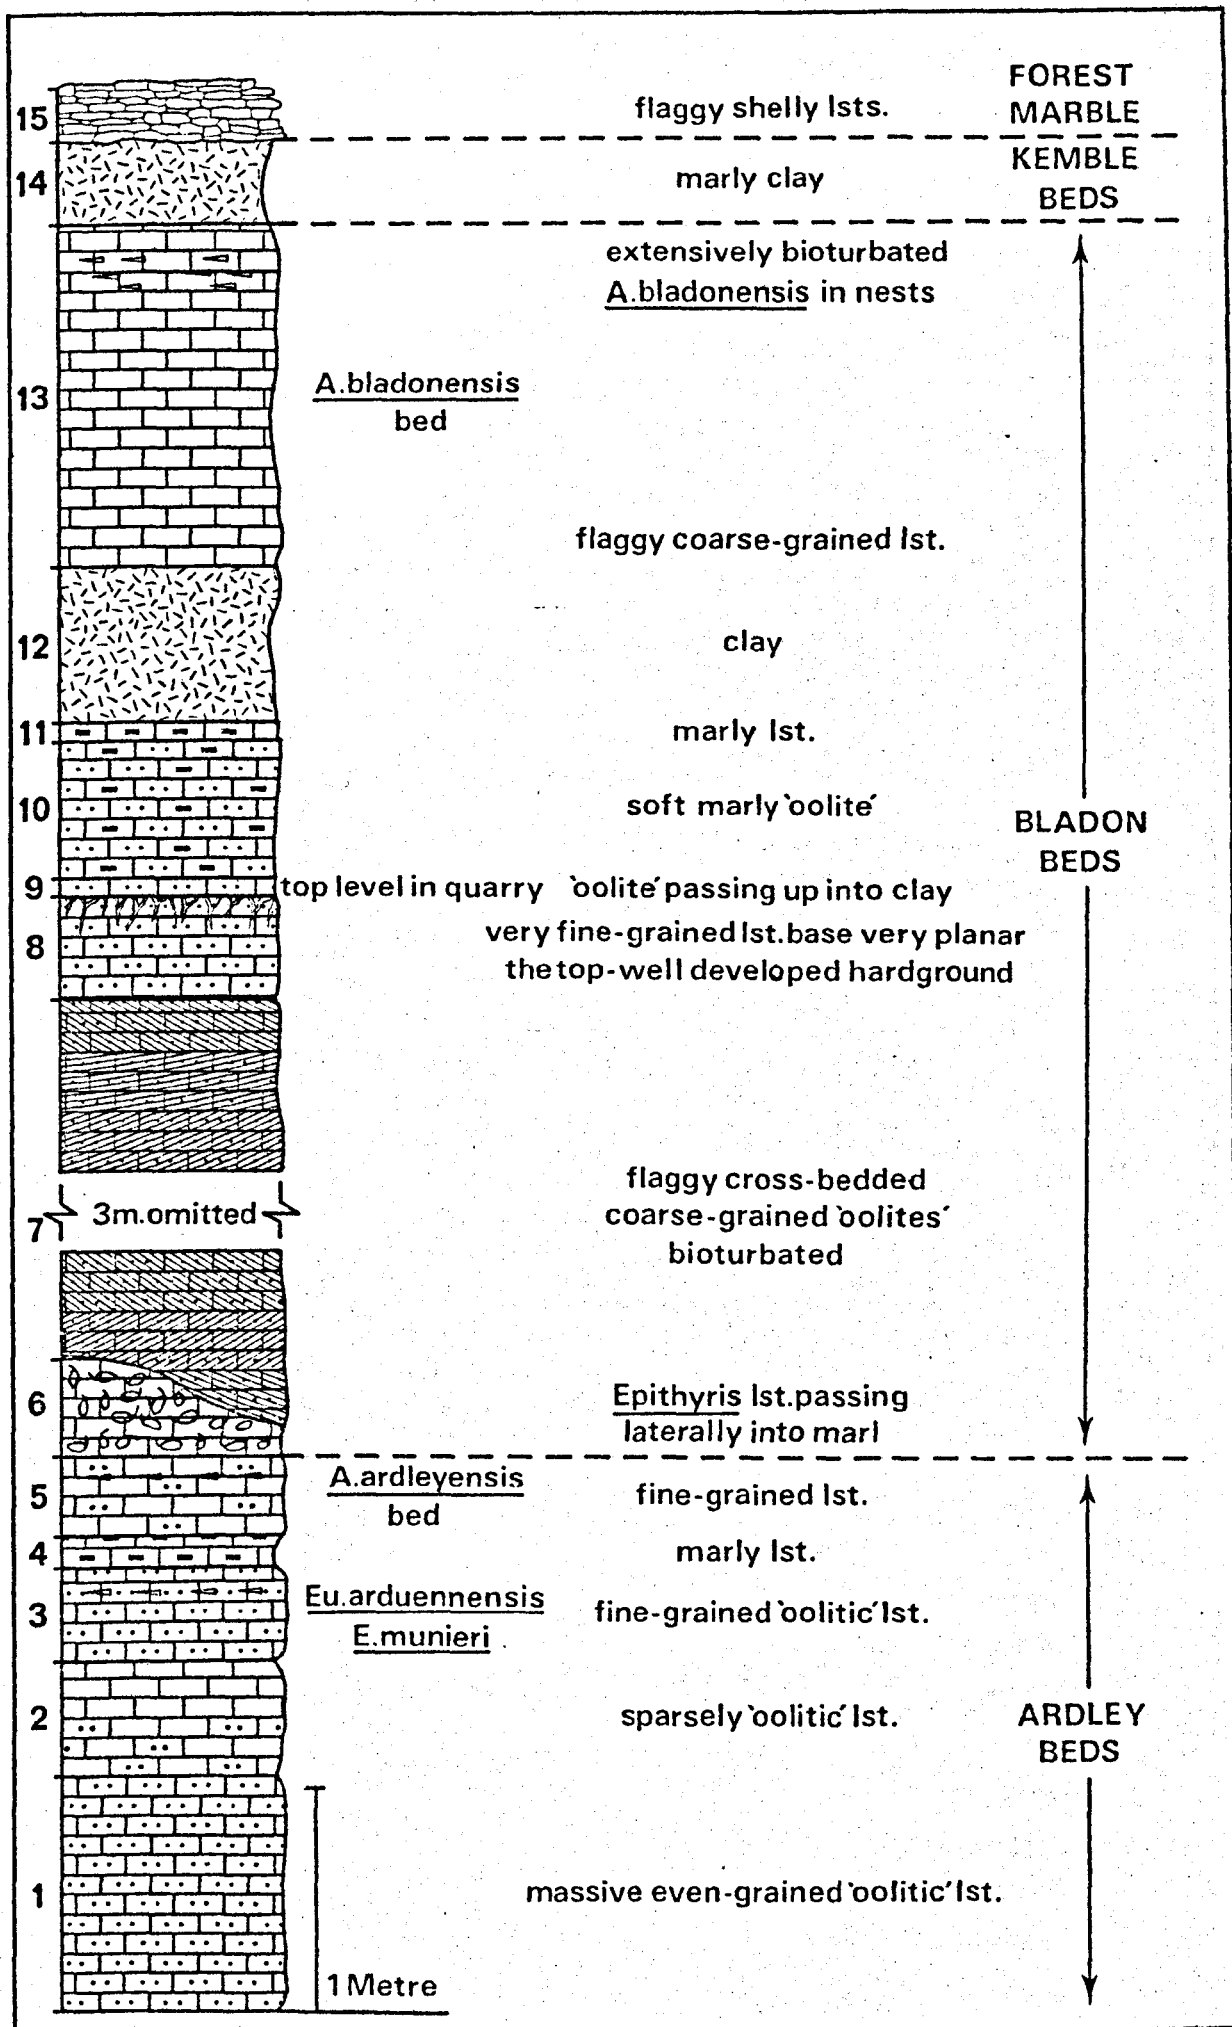 FOREST
MARBLE
15
flaggy shelly lsts.
14
marly clay
KEMBLE
BEDS
extensively bioturbated
A.bladonensis in nests
13
A.bladonensis
bed
flaggy coarse-grained lst.
12
clay
11
marly lst.
10
soft marly 'oolite'
BLADON
BEDS
9
top level in quarry 'oolite' passing up into clay
8
very fine-grained lst. base very planar
the top-well developed hardground
7
3m. omitted
flaggy cross-bedded
coarse-grained 'oolites'
bioturbated
6
Epithyris lst. passing
laterally into marl
5
A.ardleyensis
bed
fine-grained lst.
4
marly lst.
3
Eu.arduennensis
E.munieri
fine-grained 'oolitic' lst.
2
sparsely 'oolitic' lst.
ARDLEY
BEDS
1
massive even-grained 'oolitic' lst.
1 Metre